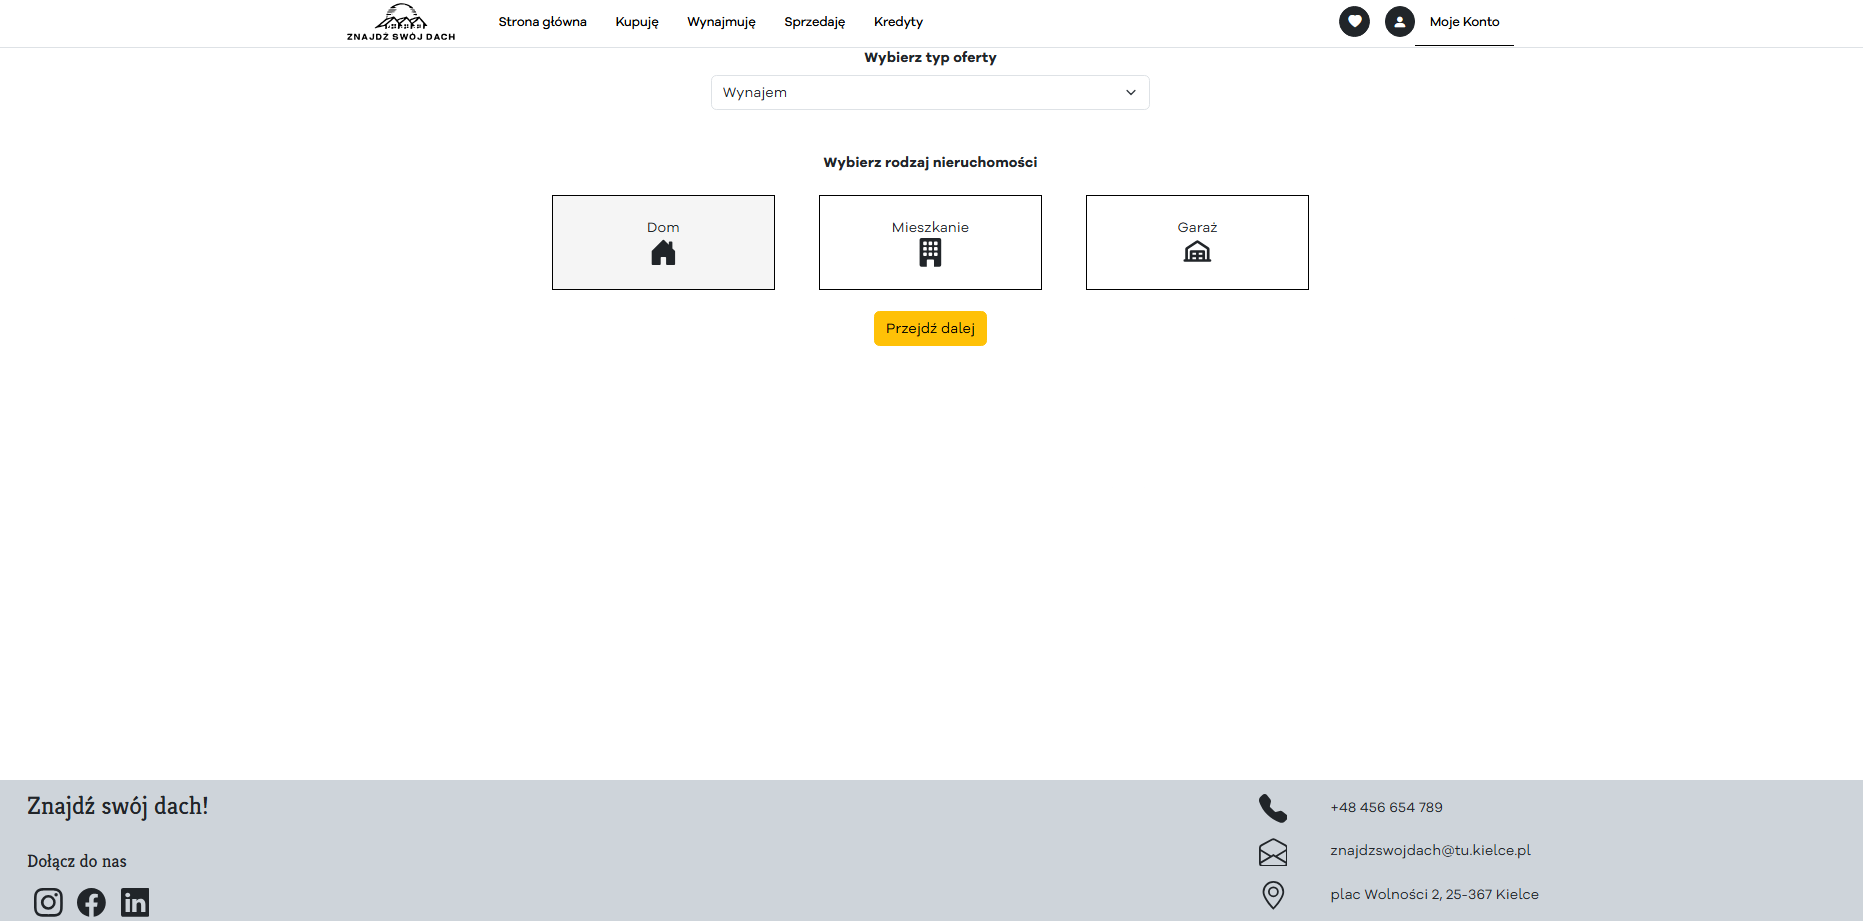 ZNAJDŹ SWÓJ DACH
Strona główna
Kupuję
Wynajmuję
Sprzedaję
Kredyty
Moje Konto
Wybierz typ oferty
Wynajem
Wybierz rodzaj nieruchomości
Dom
Mieszkanie
Garaż
Przejdź dalej
Znajdź swój dach!
Dołącz do nas
+48 456 654 789
znajdzswojdach@tu.kielce.pl
plac Wolności 2, 25-367 Kielce